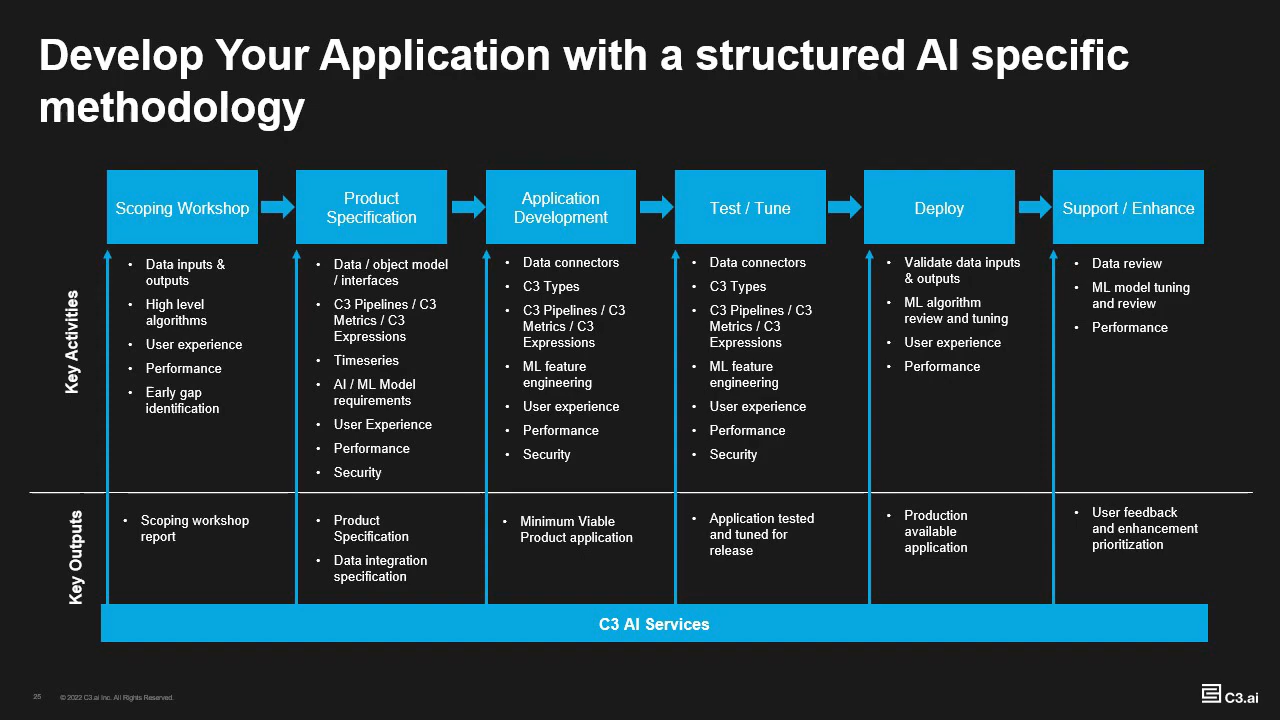 Develop Your Application with a structured AI specific
methodology
Scoping Workshop
Product
Specification
Application
Development
Test / Tune
Deploy
Support / Enhance
Key Activities
• Data inputs &
outputs
• High level
algorithms
• User experience
• Performance
• Early gap
identification
• Data / object model
/ interfaces
• C3 Pipelines / C3
Metrics / C3
Expressions
• Timeseries
• AI / ML Model
requirements
• User Experience
• Performance
• Security
• Data connectors
• C3 Types
• C3 Pipelines / C3
Metrics / C3
Expressions
• ML feature
engineering
• User experience
• Performance
• Security
• Data connectors
• C3 Types
• C3 Pipelines / C3
Metrics / C3
Expressions
• ML feature
engineering
• User experience
• Performance
• Security
• Validate data inputs
& outputs
• ML algorithm
review and tuning
• User experience
• Performance
• Data review
• ML model tuning
and review
• Performance
Key Outputs
• Scoping workshop
report
• Product
Specification
• Data integration
specification
• Minimum Viable
Product application
• Application tested
and tuned for
release
• Production
available
application
• User feedback
and enhancement
prioritization
C3 AI Services
25
© 2022 C3.ai Inc. All Rights Reserved.
C3.ai